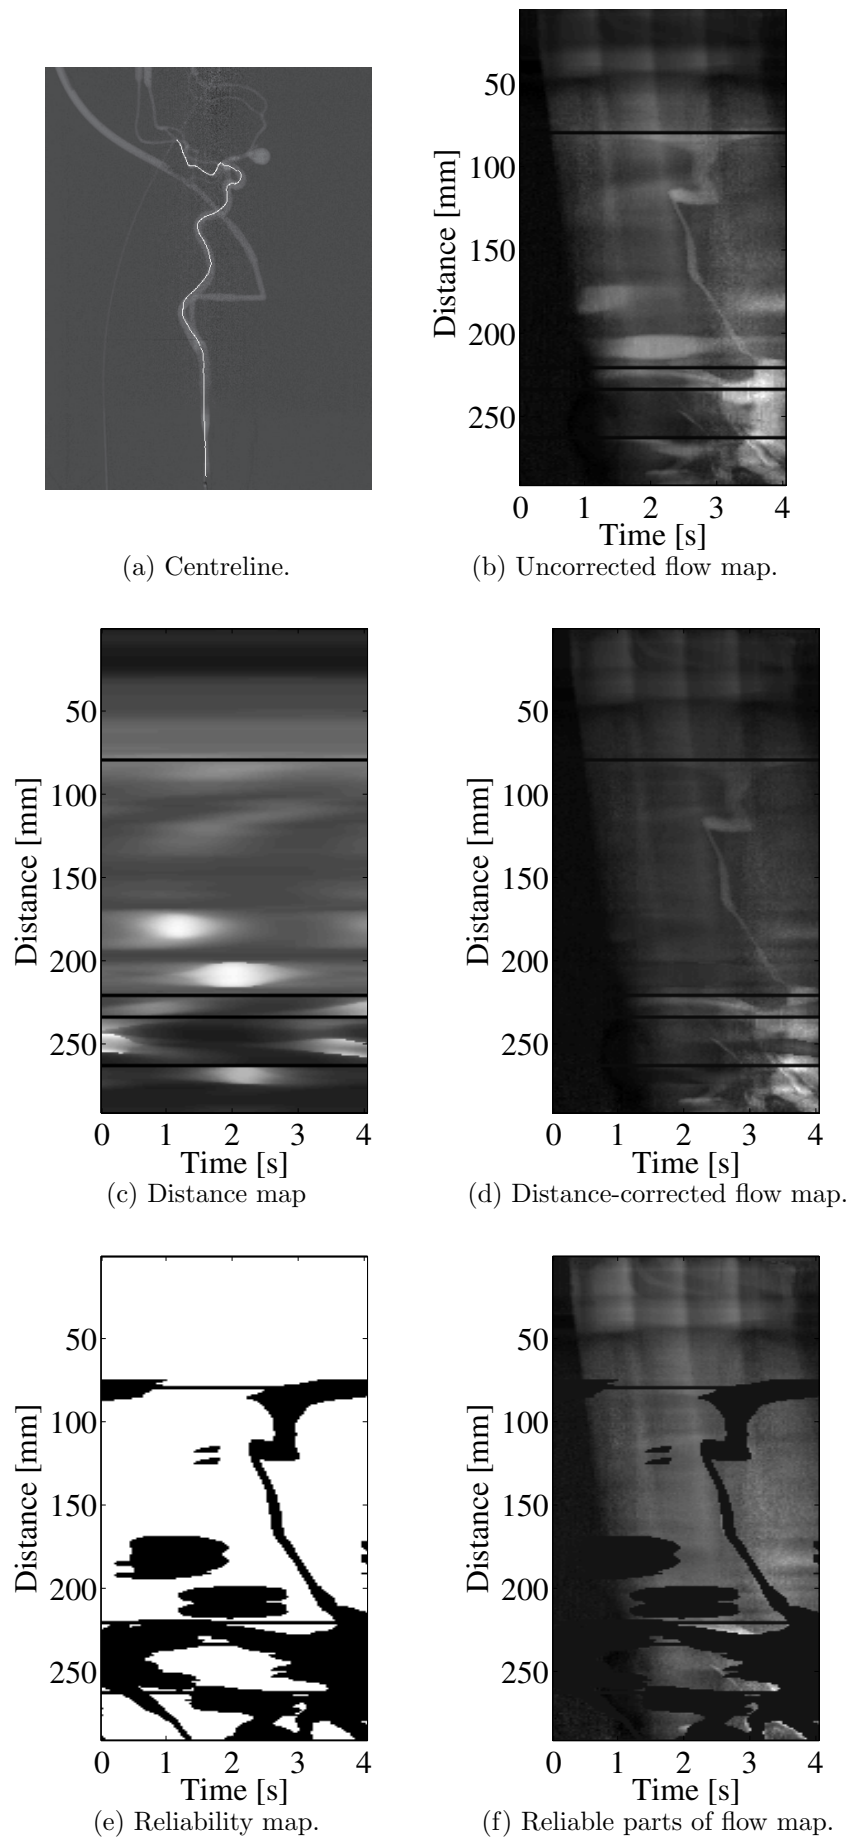 50
100
150
200
250
Distance [mm]
0 1 2 3 4
Time [s]
(a) Centreline.
(b) Uncorrected flow map.
50
100
150
200
250
Distance [mm]
0 1 2 3 4
Time [s]
(c) Distance map
50
100
150
200
250
Distance [mm]
0 1 2 3 4
Time [s]
(d) Distance-corrected flow map.
50
100
150
200
250
Distance [mm]
0 1 2 3 4
Time [s]
(e) Reliability map.
50
100
150
200
250
Distance [mm]
0 1 2 3 4
Time [s]
(f) Reliable parts of flow map.